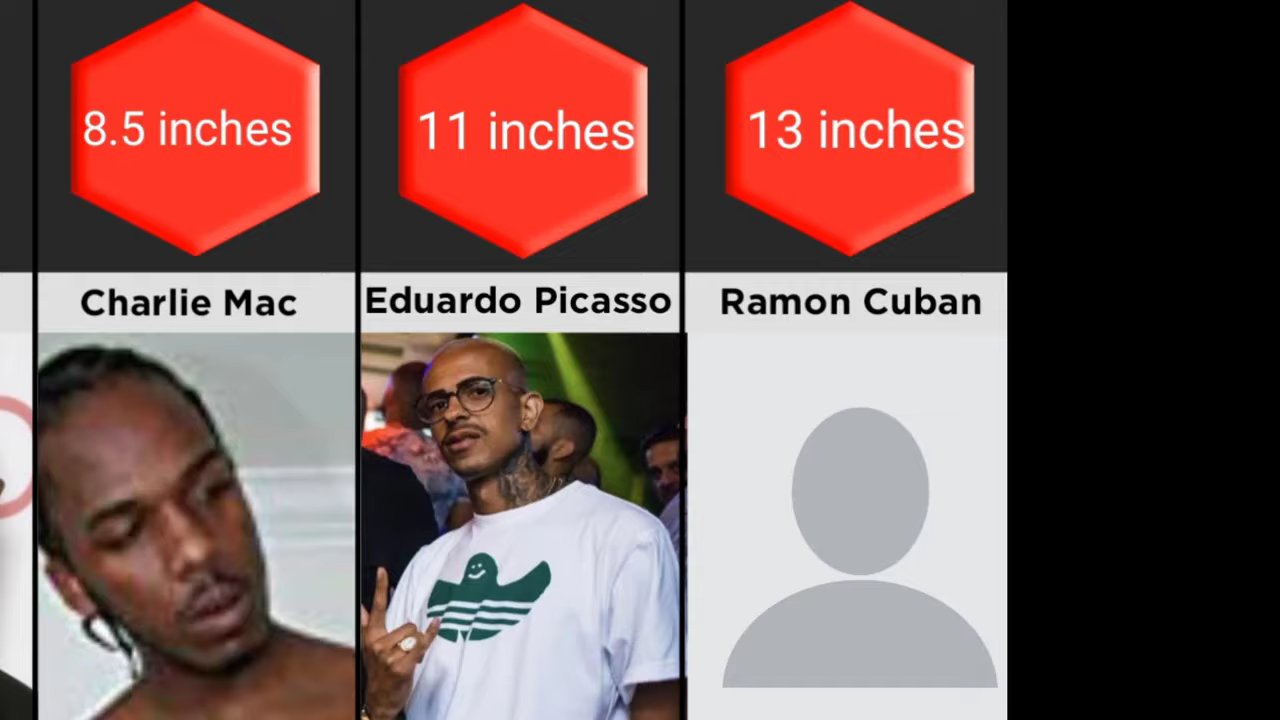 8.5 inches
11 inches
13 inches
Charlie Mac
Eduardo Picasso
Ramon Cuban